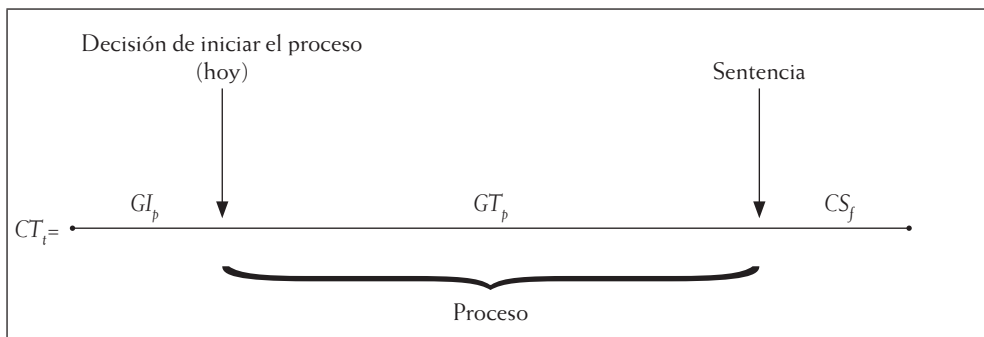 Decisión de iniciar el proceso
(hoy)
Sentencia
GIp
GTp
CSf
CTt=
Proceso